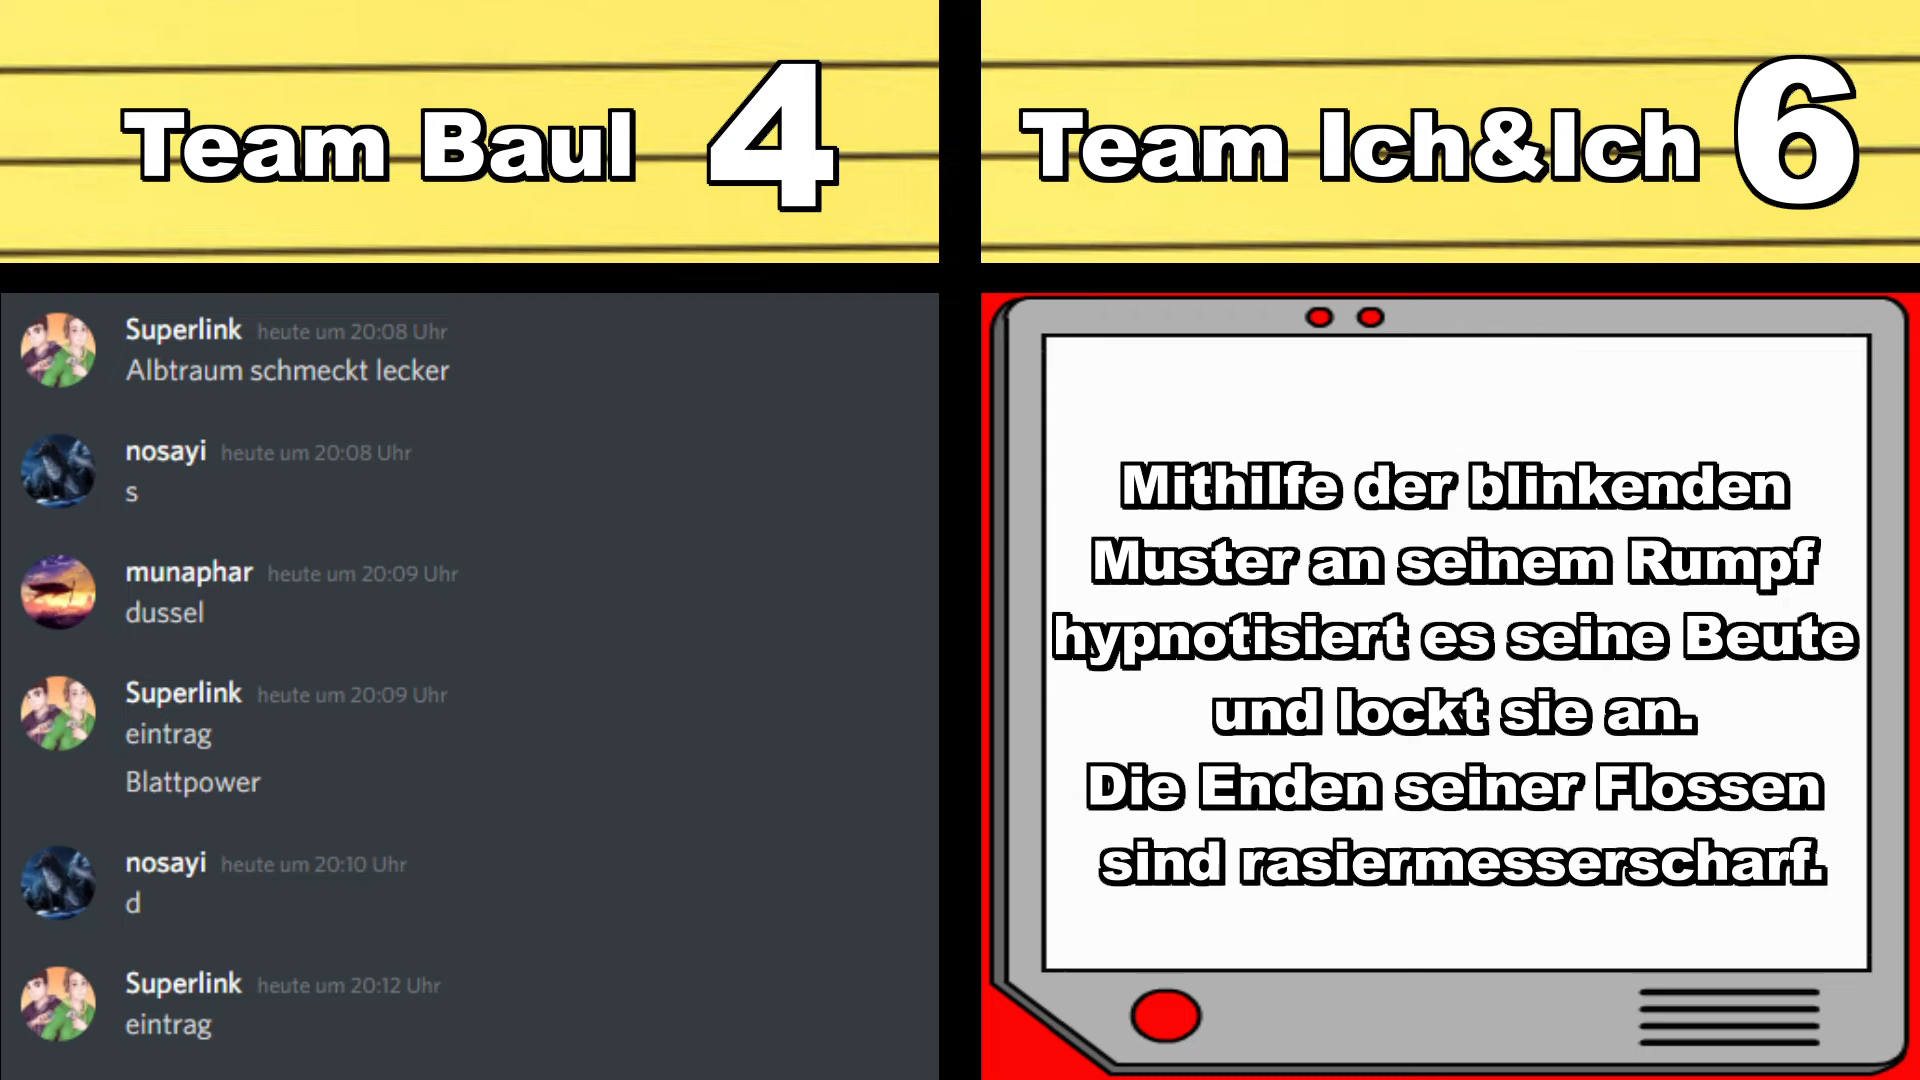 Team Baul 4
Team Ich&Ich 6
Superlink heute um 20:08 Uhr
Albtraum schmeckt lecker
nosayi heute um 20:08 Uhr
s
munaphar heute um 20:09 Uhr
dussel
Superlink heute um 20:09 Uhr
eintrag
Blattpower
nosayi heute um 20:10 Uhr
d
Superlink heute um 20:12 Uhr
eintrag
Mithilfe der blinkenden
Muster an seinem Rumpf
hypnotisiert es seine Beute
und lockt sie an.
Die Enden seiner Flossen
sind rasiermesserscharf.